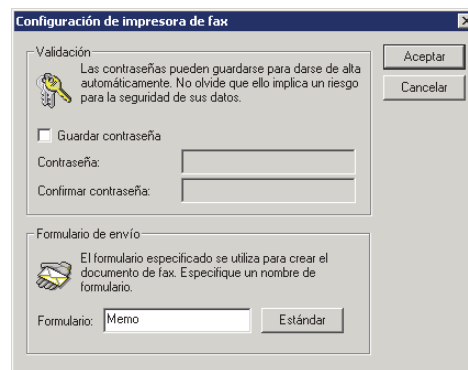 Configuración de impresora de fax
Validación
Las contraseñas pueden guardarse para darse de alta
automáticamente. No olvide que ello implica un riesgo
para la seguridad de sus datos.
Guardar contraseña
Contraseña:
Confirmar contraseña:
Aceptar
Cancelar
Formulario de envío
El formulario especificado se utiliza para crear el
documento de fax. Especifique un nombre de
formulario.
Formulario: Memo Estándar